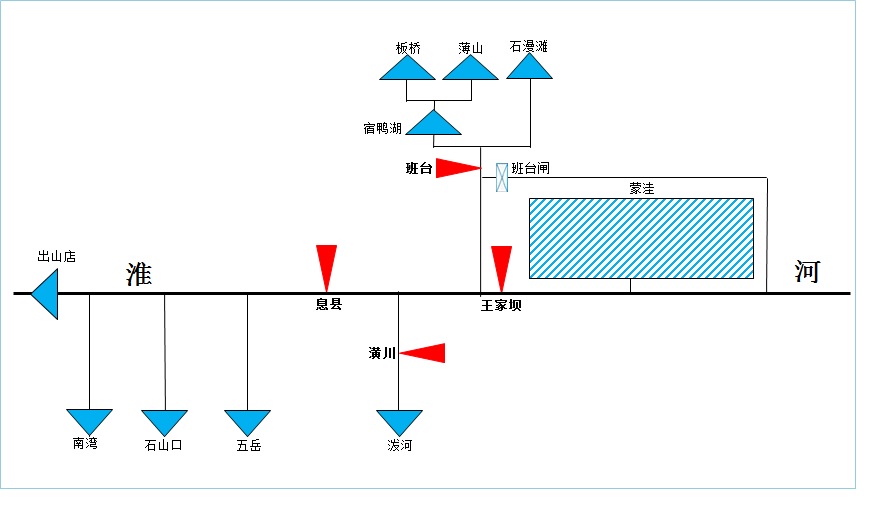 板桥
薄山
石漫滩
宿鸭湖
班台
班台闸
蒙洼
出山店
淮
河
息县
王家坝
潢川
南湾
石山口
五岳
泼河